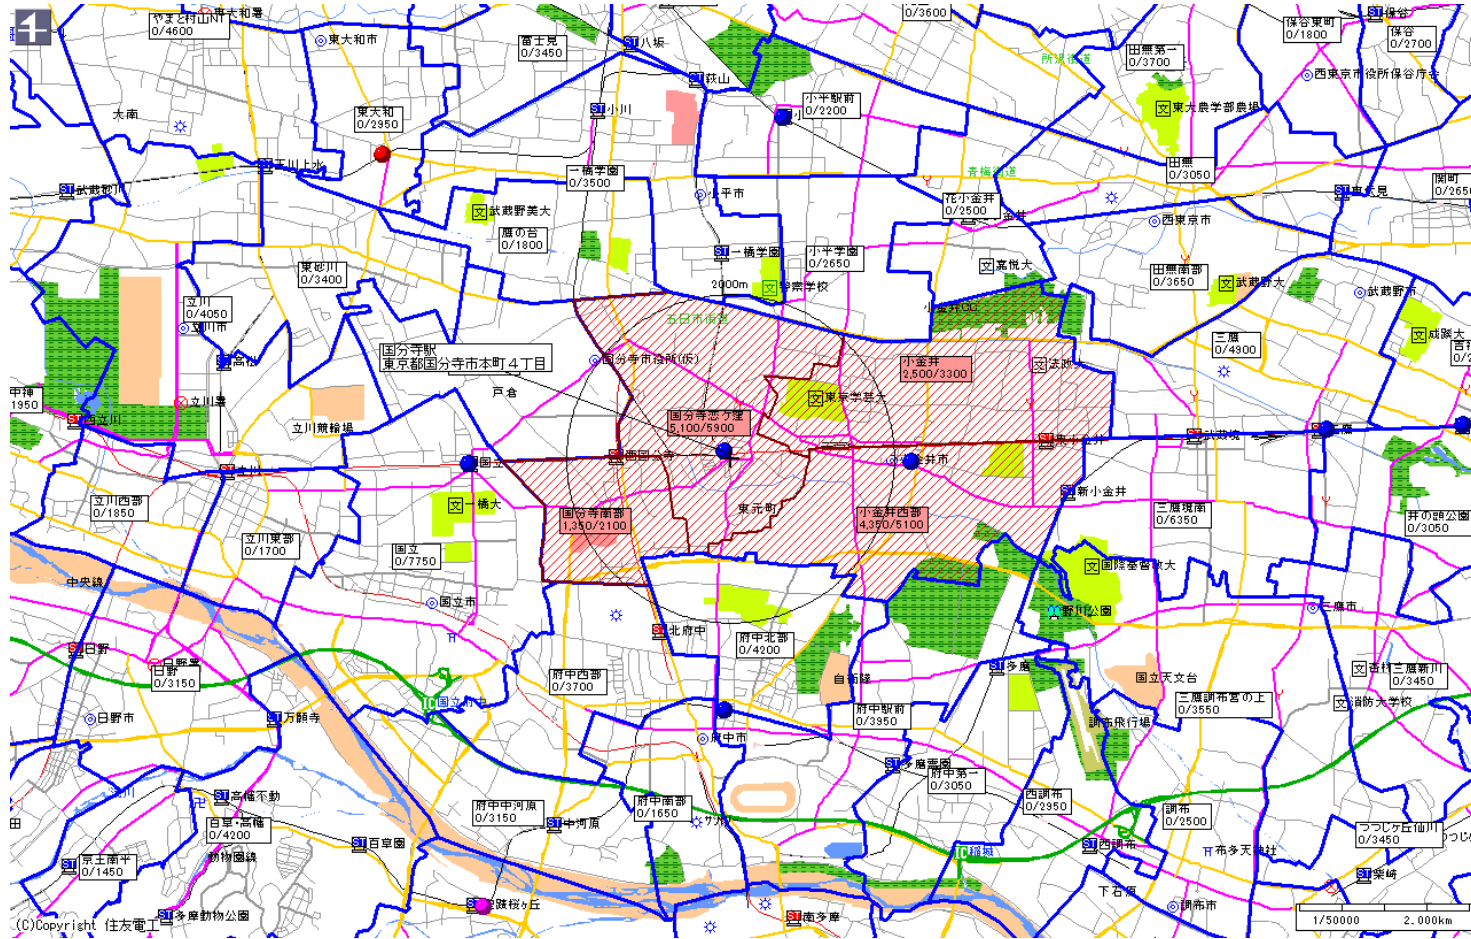 やまと村山NT
0/4600
東大和署
東大和市
富士見
0/3450
八坂
0/3600
所沢街道
田無第一
0/3700
保谷東町
0/1800
保谷
保谷
0/2700
西東京市役所保谷庁舎
萩山
大南
東大和
0/2950
小川
小平駅前
0/2200
東大農学部農場
玉川上水
武蔵砂川
一橋学園
0/3500
小平市
青梅街道
田無
0/3050
東伏見
関町
0/2650
武蔵野美大
鷹の台
0/1800
花小金井
0/2500
西東京市
一橋学園
小平学園
0/2650
嘉悦大
東砂川
0/3400
2000m
田無南部
0/3650
武蔵野大
武蔵野市
立川
0/4050
立川市
五日市街道
小金井CC
成蹊大
高松
国分寺駅
東京都国分寺市本町4丁目
国分寺市役所(仮)
小金井
2,500/3300
法政大
三鷹
0/4900
中神
1950
立川署
西立川
戸倉
立川競輪場
東京学芸大
国分寺恋ヶ窪
5,100/5900
立川
国立
西国分寺
小金井市
東小金井
武蔵境
三鷹
新小金井
立川西部
0/1850
一橋大
国分寺南部
1,350/2100
東元町
小金井西部
4,350/5100
三鷹境南
0/6350
井の頭公園
0/3050
立川東部
0/1700
国立
0/7750
中央線
国立市
国際基督教大
野川公園
三鷹市
日野
北府中
府中北部
0/4200
日野署
日野
0/3150
府中西部
0/3700
自衛隊
多磨
国立天文台
三鷹新川
0/3450
国立府中
府中駅前
0/3950
三鷹調布宮の上
0/3550
消防大学校
日野市
万願寺
府中市
調布飛行場
多磨霊園
府中第一
0/3050
高幡不動
百草・高幡
0/4200
府中中河原
0/3150
中河原
府中南部
0/1650
西調布
0/2950
調布
0/2500
つつじヶ丘仙川
0/3450
動物園線
百草園
京王南平
0/1450
稲城
西調布
布多天神社
柴崎
下石原
(C)Copyright 住友電工
多摩動物公園
聖蹟桜ヶ丘
南多摩
調布市
1/50000
2.000km